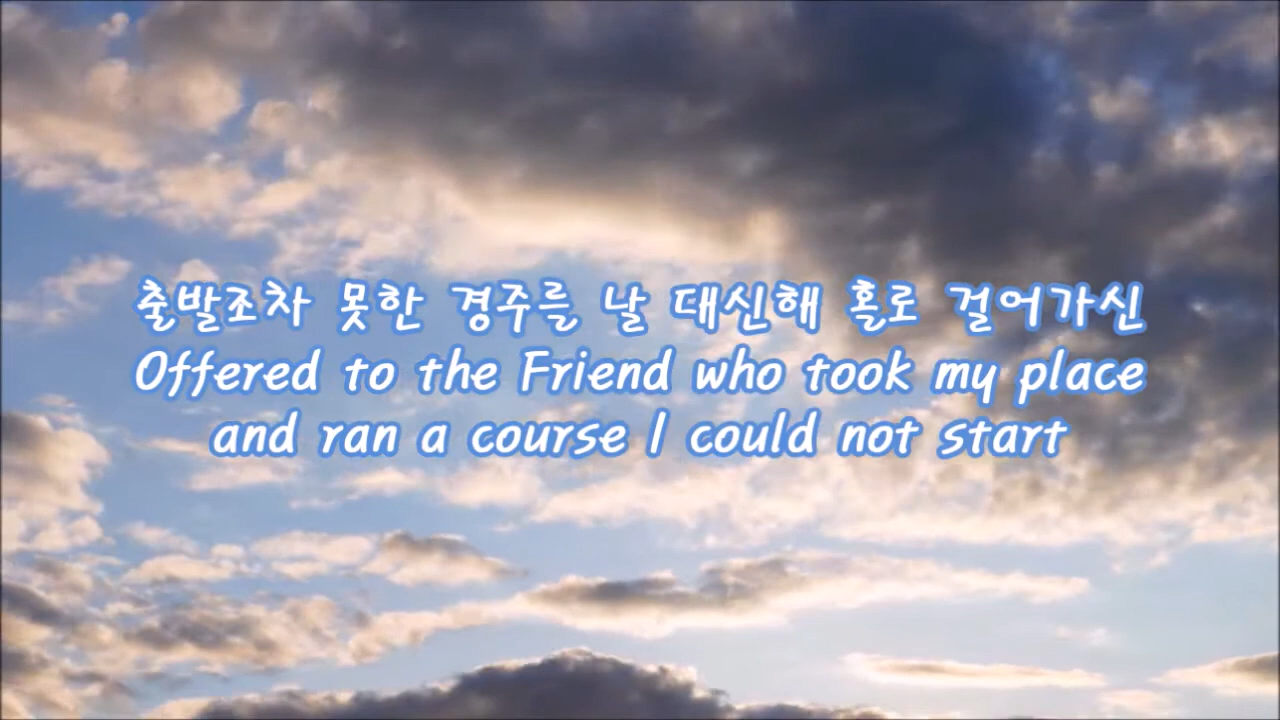 출발조차 못한 경주를 날 대신해 홀로 걸어가신
Offered to the Friend who took my place
and ran a course I could not start